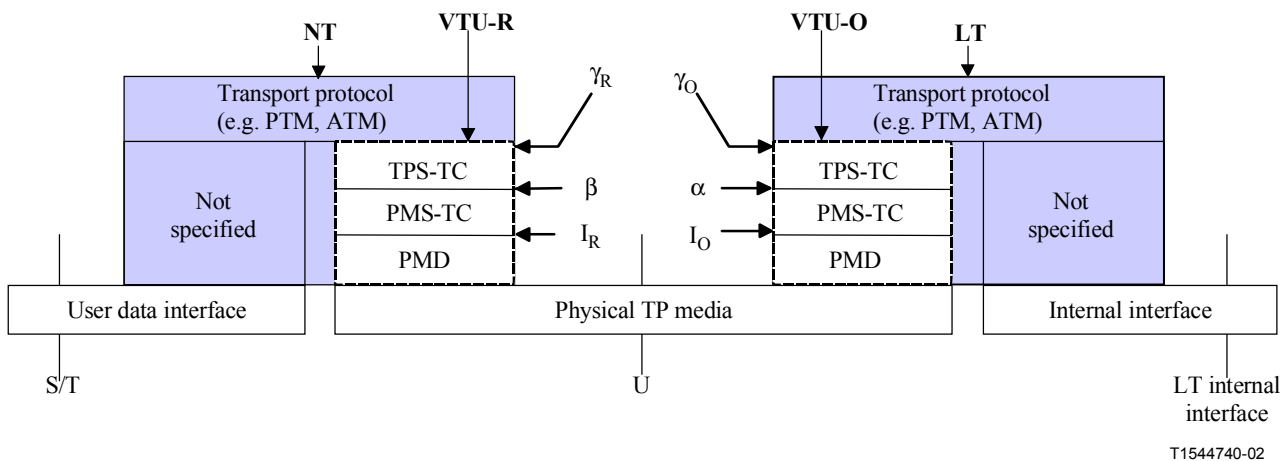 NT
VTU-R
VTU-O
LT
Transport protocol
(e.g. PTM, ATM)
γR
γO
Transport protocol
(e.g. PTM, ATM)
Not
specified
TPS-TC
PMS-TC
PMD
β
IR
α
IO
TPS-TC
PMS-TC
PMD
Not
specified
User data interface
Physical TP media
Internal interface
S/T
U
LT internal
interface
T1544740-02